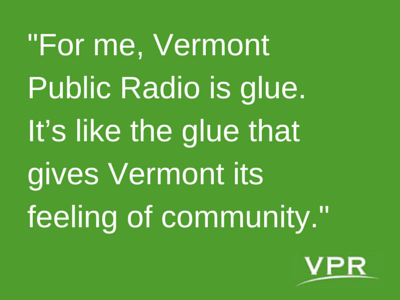 "For me, Vermont
Public Radio is glue.
It’s like the glue that
gives Vermont its
feeling of community."
VPR